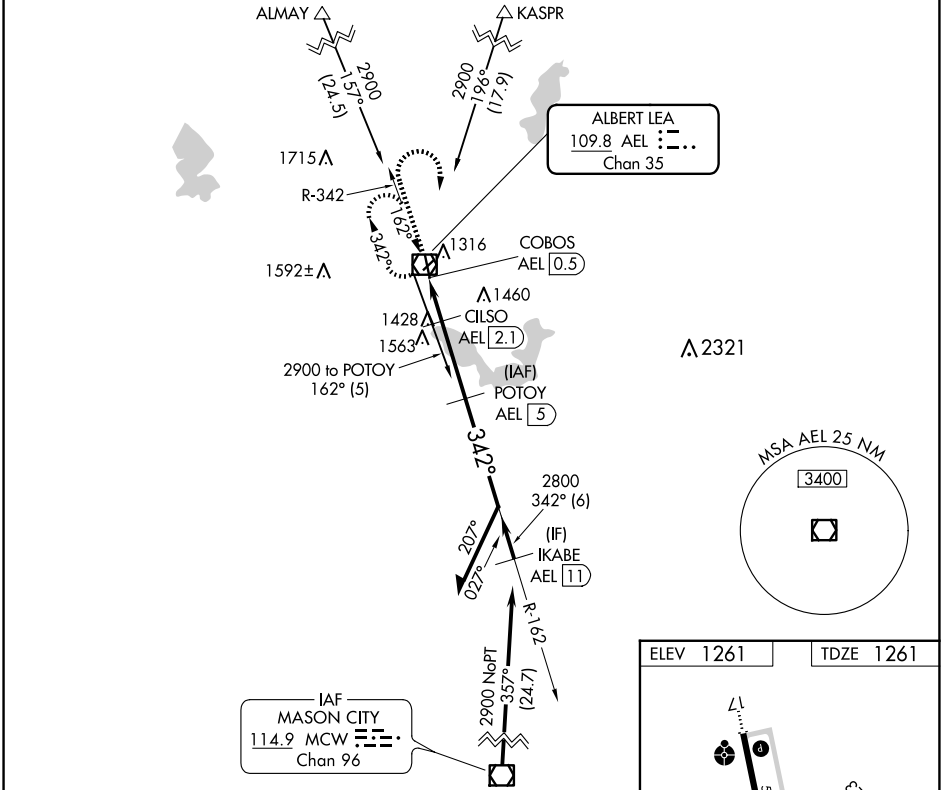 ALMAY
KASPR
2900
157°
(24.5)
2900
196°
(17.9)
ALBERT LEA
109.8 AEL
Chan 35
1715
R-342
162°
342°
1316
COBOS
AEL 0.5
1592±
1460
1428
CILSO
AEL 2.1
1563
2321
2900 to POTOY
162° (5)
(IAF)
POTOY
AEL 5
MSA AEL 25 NM
3400
342°
2800
342° (6)
207°
027°
(IF)
IKABE
AEL 11
R-162
2900 NoPT
357°
(24.7)
IAF
MASON CITY
114.9 MCW
Chan 96
ELEV 1261
TDZE 1261
17
P